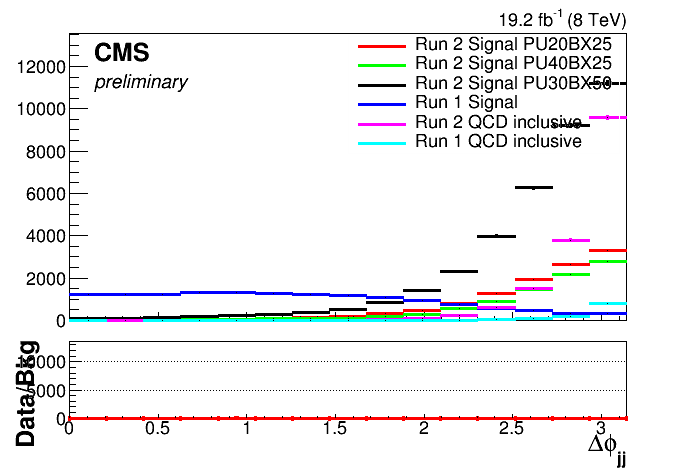 19.2 fb⁻¹ (8 TeV)
CMS
preliminary
Run 2 Signal PU20BX25
Run 2 Signal PU40BX25
Run 2 Signal PU30BX50
Run 1 Signal
Run 2 QCD inclusive
Run 1 QCD inclusive
12000
10000
8000
6000
4000
2000
0
Data/Bkg
10000
5000
0
0 0.5 1 1.5 2 2.5 3
Δϕjj